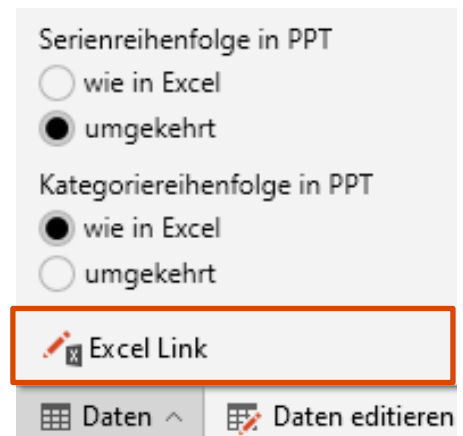 Serienreihenfolge in PPT
wie in Excel
umgekehrt
Kategoriereihenfolge in PPT
wie in Excel
umgekehrt
Excel Link
Daten Daten editieren